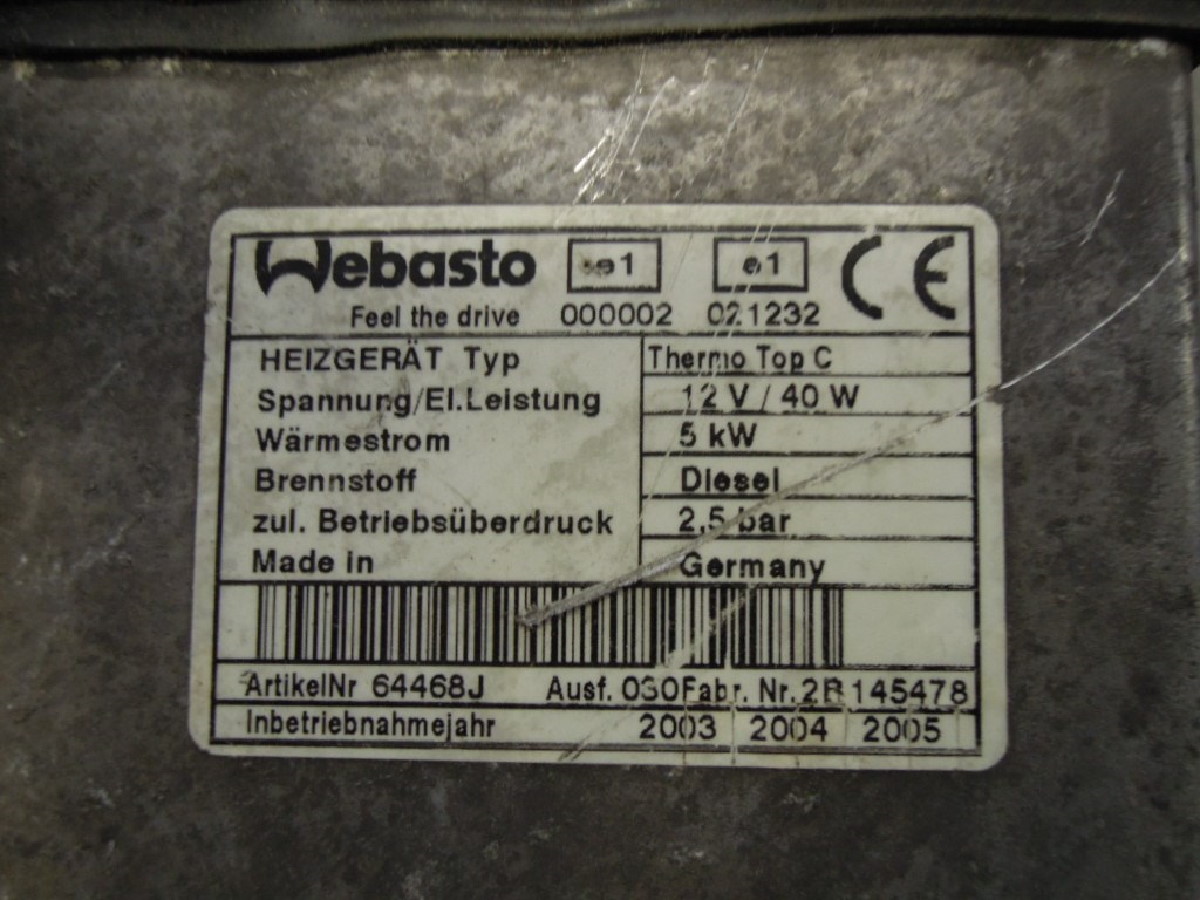 Webasto e1 e1 CE
Feel the drive 000002 021232
HEIZGERÄT Typ Thermo Top C
Spannung/El.Leistung 12 V / 40 W
Wärmestrom 5 kW
Brennstoff Diesel
zul. Betriebsüberdruck 2,5 bar
Made in Germany
ArtikelNr 64468J Ausf. 030 Fabr. Nr. 145478
Inbetriebnahmejahr 2003 2004 2005